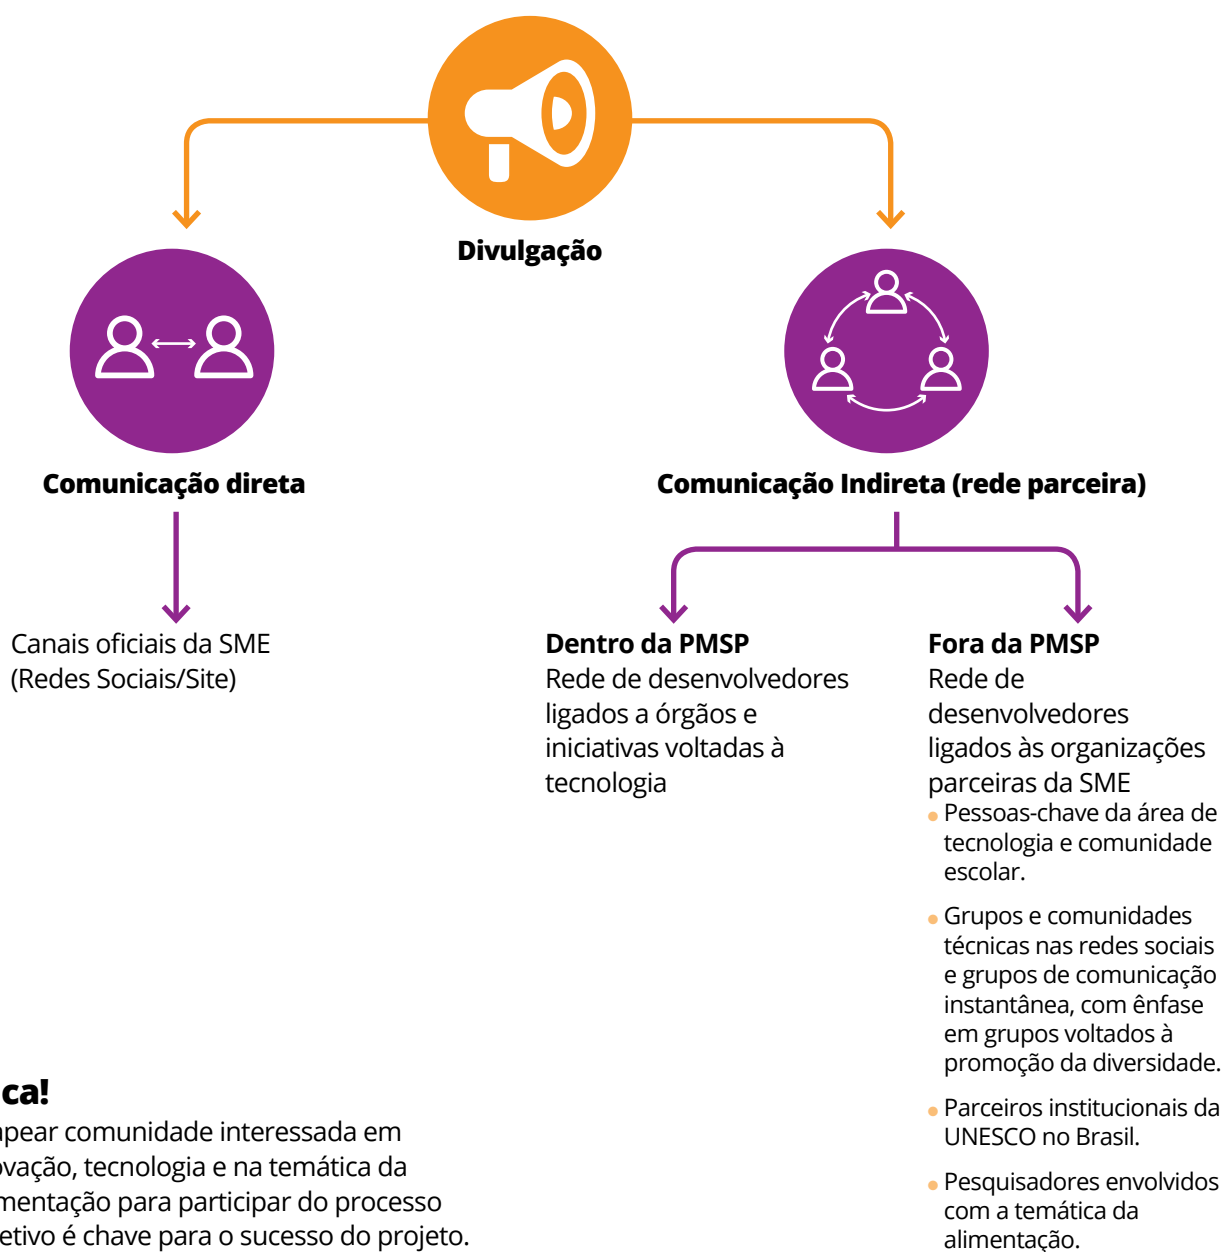 Divulgação
Comunicação direta
Canais oficiais da SME
(Redes Sociais/Site)
Comunicação Indireta (rede parceira)
Dentro da PMSP
Rede de desenvolvedores
ligados a órgãos e
iniciativas voltadas à
tecnologia
Fora da PMSP
Rede de
desenvolvedores
ligados às organizações
parceiras da SME
Pessoas-chave da área de
tecnologia e comunidade
escolar.
Grupos e comunidades
técnicas nas redes sociais
e grupos de comunicação
instantânea, com ênfase
em grupos voltados à
promoção da diversidade.
Parceiros institucionais da
UNESCO no Brasil.
Pesquisadores envolvidos
com a temática da
alimentação.
ca!
apear comunidade interessada em
ovação, tecnologia e na temática da
mentação para participar do processo
etivo é chave para o sucesso do projeto.